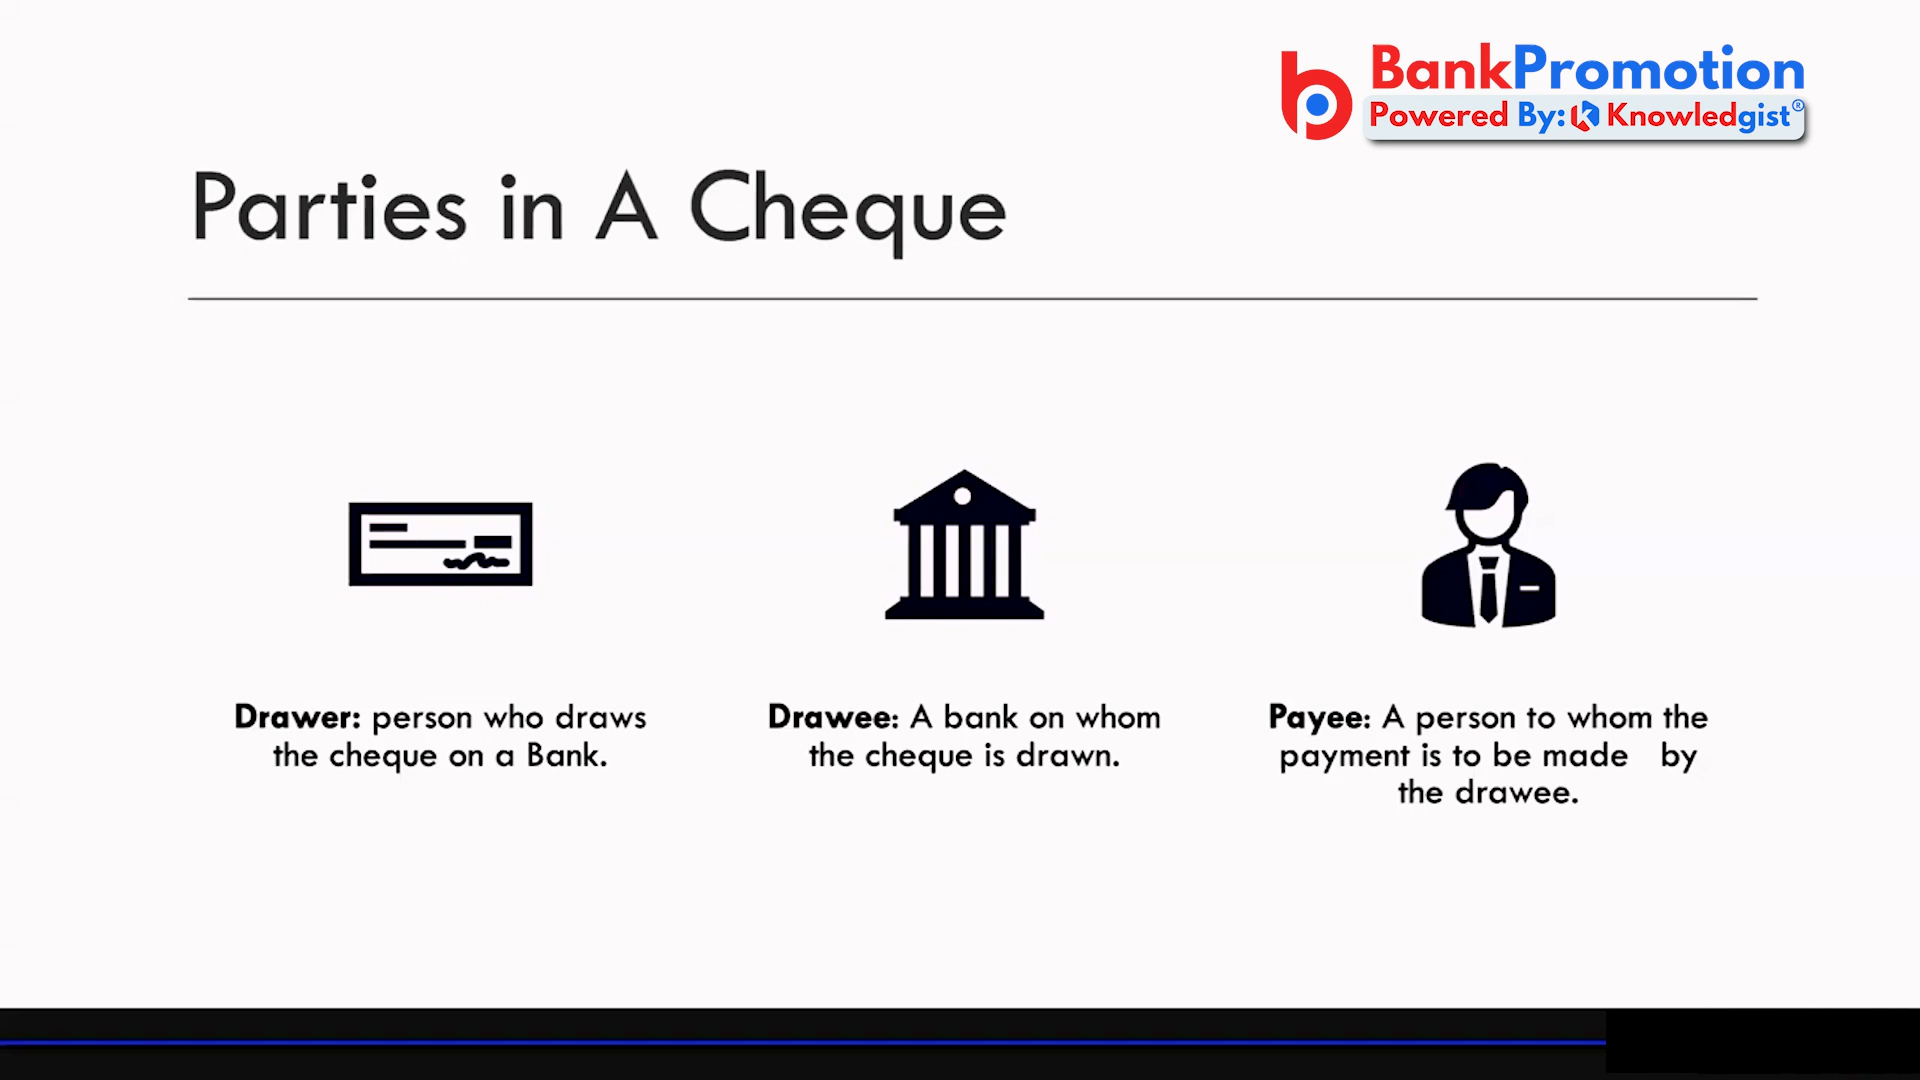 BankPromotion
Powered By: Knowledgist®
Parties in A Cheque
Drawer: person who draws
the cheque on a Bank.
Drawee: A bank on whom
the cheque is drawn.
Payee: A person to whom the
payment is to be made by
the drawee.